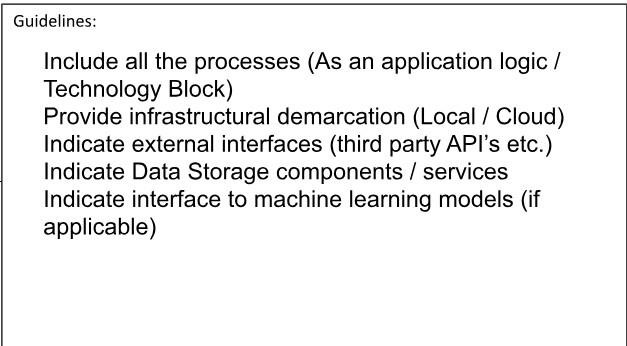 Guidelines:
Include all the processes (As an application logic /
Technology Block)
Provide infrastructural demarcation (Local / Cloud)
Indicate external interfaces (third party API’s etc.)
Indicate Data Storage components / services
Indicate interface to machine learning models (if
applicable)